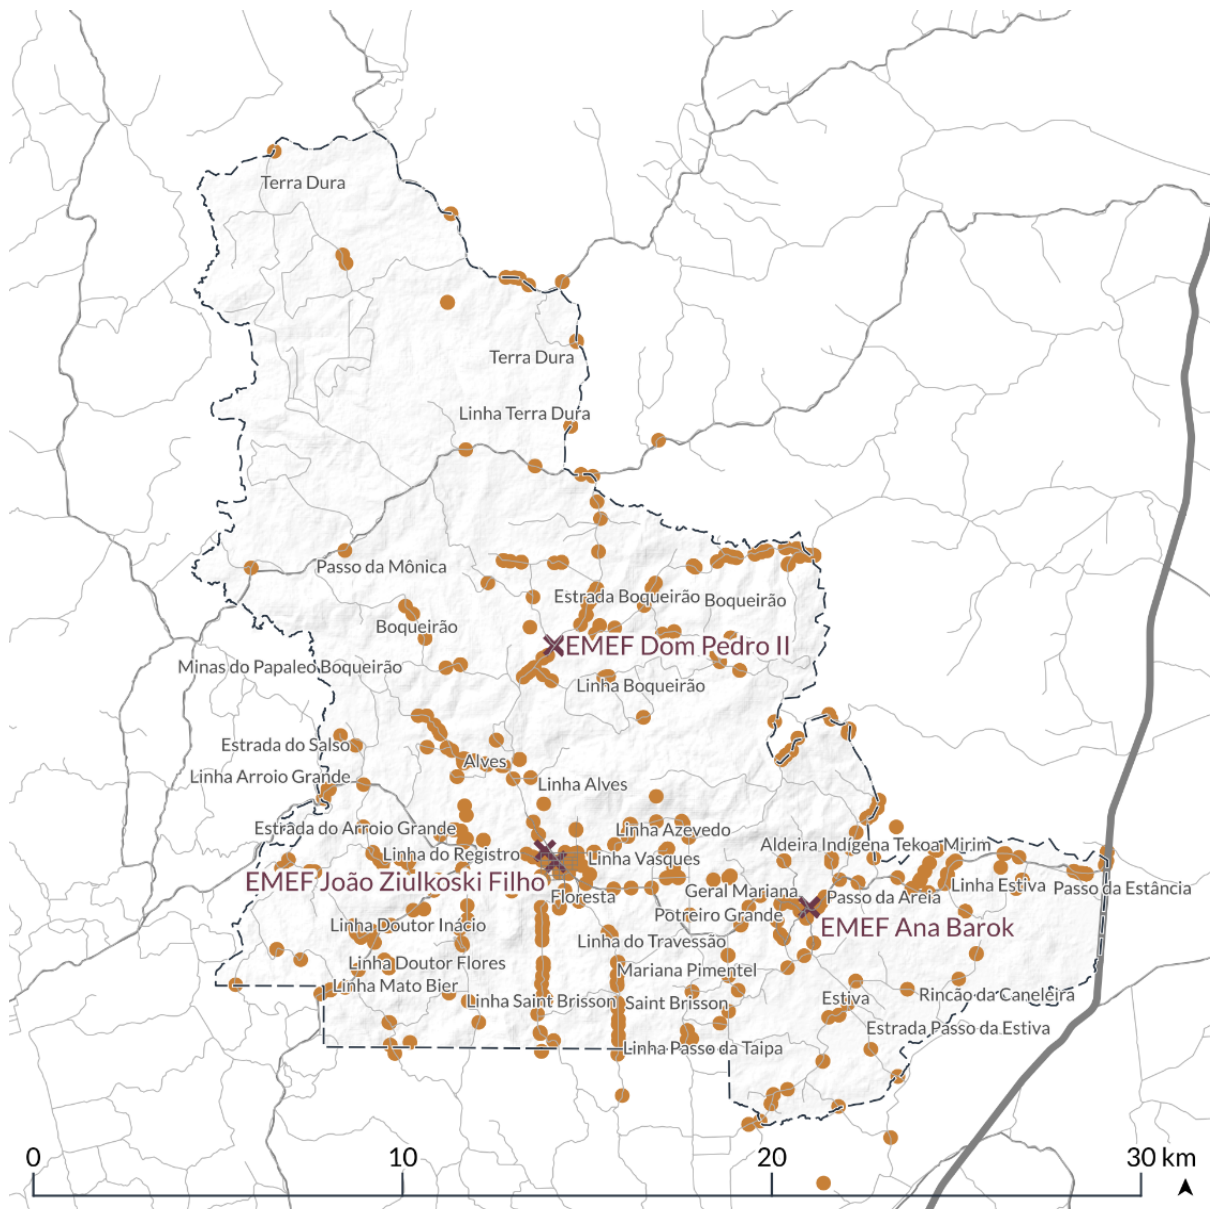 Terra Dura
Terra Dura
Linha Terra Dura
Passo da Mônica
Estrada Boqueirão
Boqueirão
Boqueirão
EMEF Dom Pedro II
Minas do Papaleo
Boqueirão
Linha Boqueirão
Estrada do Salso
Alves
Linha Arroio Grande
Linha Alves
Estrada do Arroio Grande
Linha Azevedo
Aldeira Indígena Tekoa Mirim
Linha do Registro
Linha Vasques
EMEF João Ziulkoski Filho
Linha Estiva
Passo da Estância
Floresta
Geral Mariana
Passo da Areia
Potreiro Grande
Linha Doutor Inácio
EMEF Ana Barok
Linha do Travessão
Linha Doutor Flores
Mariana Pimentel
Linha Mato Bier
Linha Saint Brisson
Saint Brisson
Estiva
Rincão da Caneleira
Estrada Passo da Estiva
Linha Passo da Taipa
0 10 20 30 km